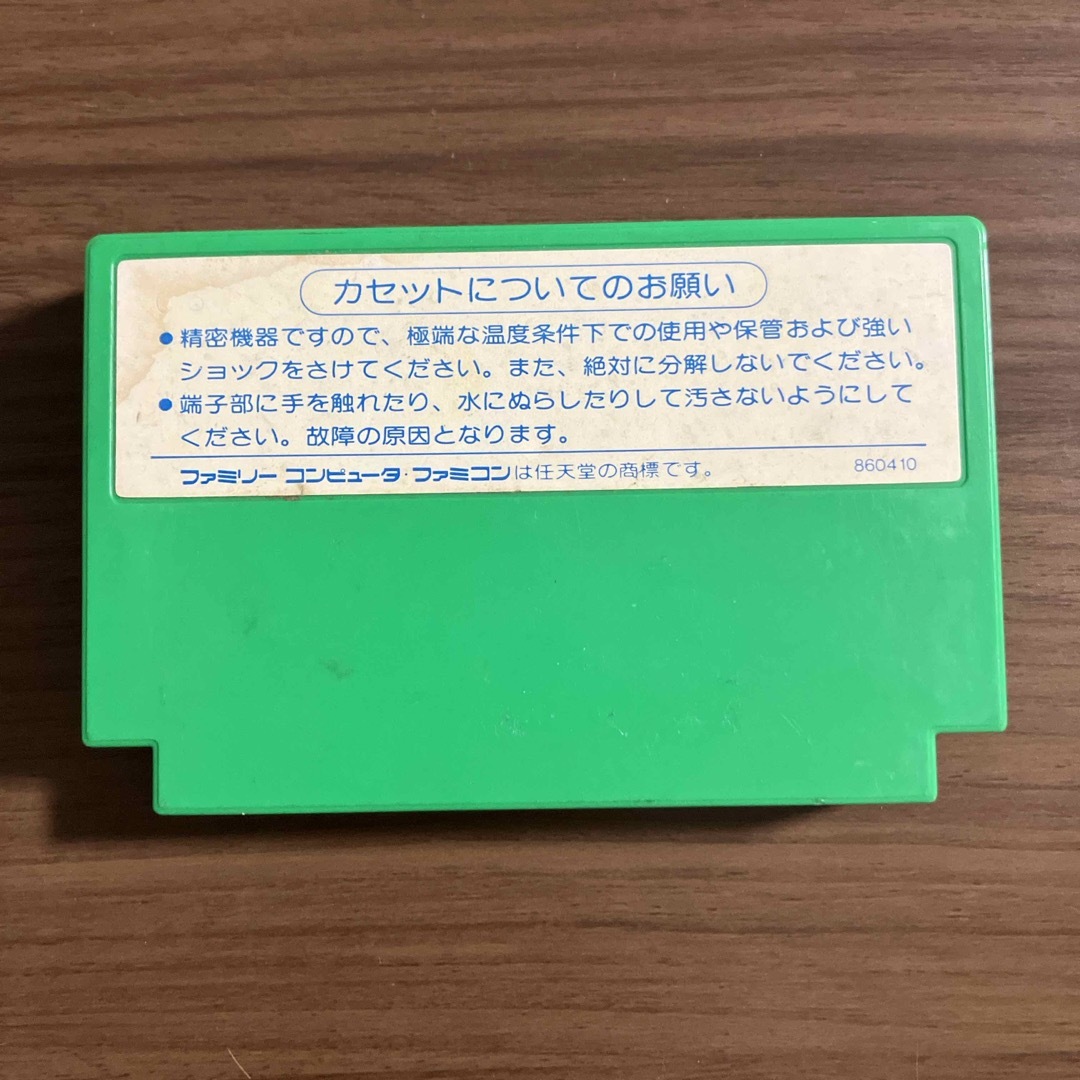 カセットについてのお願い
●精密機器ですので、極端な温度条件下での使用や保管および強い
ショックをさけてください。また、絶対に分解しないでください。
●端子部に手を触れたり、水にぬらしたりして汚さないようにして
ください。故障の原因となります。
ファミリー コンピュータ・ファミコンは任天堂の商標です。 860410